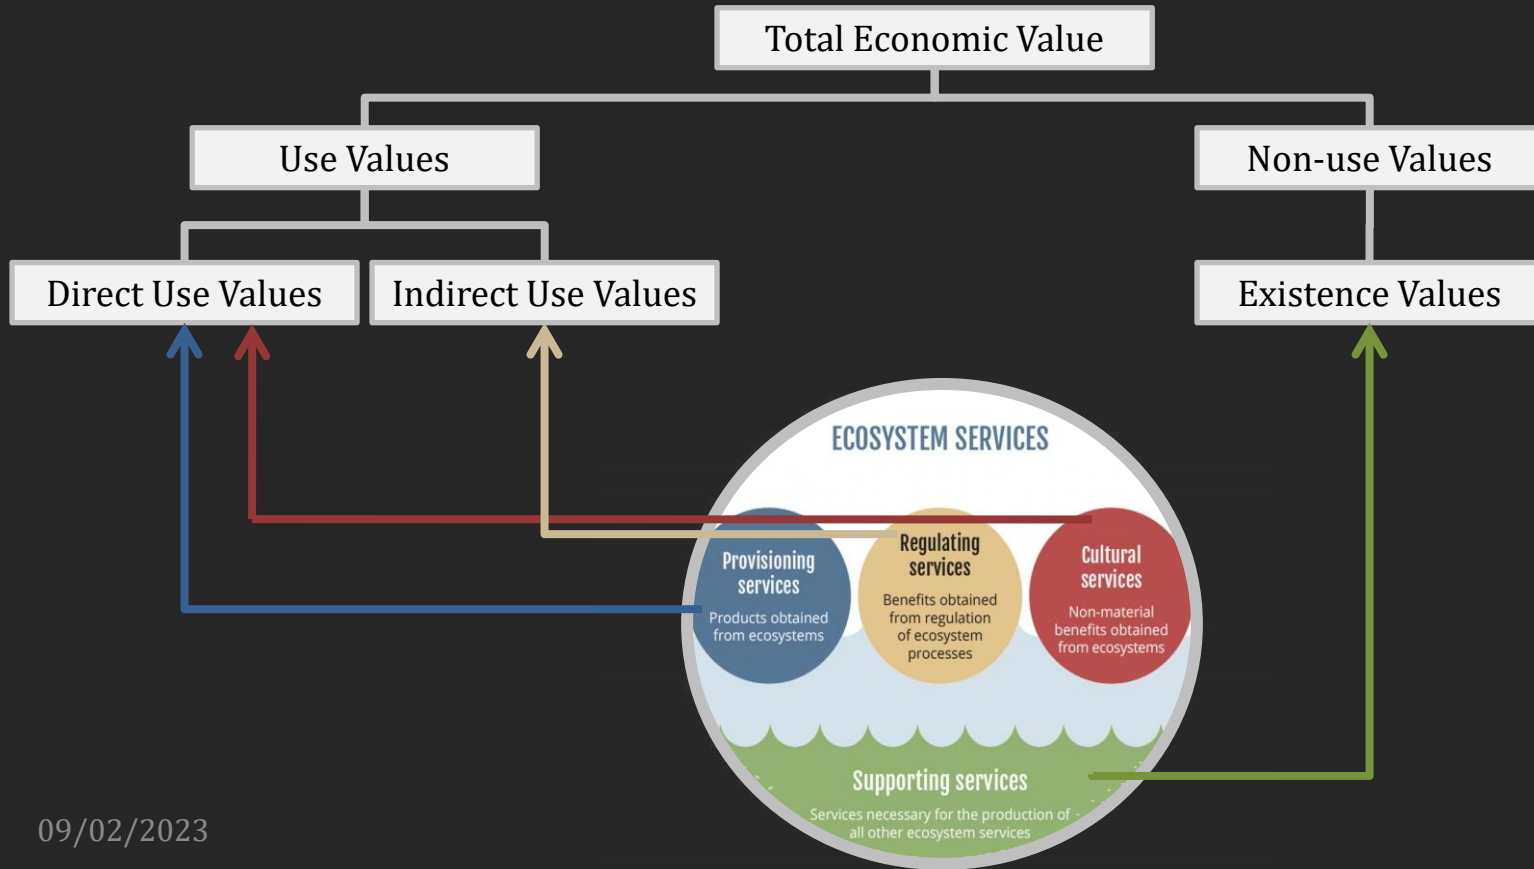 Total Economic Value
Use Values
Non-use Values
Direct Use Values
Indirect Use Values
Existence Values
ECOSYSTEM SERVICES
Provisioning
services
Products obtained
from ecosystems
Regulating
services
Benefits obtained
from regulation
of ecosystem
processes
Cultural
services
Non-material
benefits obtained
from ecosystems
Supporting services
Services necessary for the production of
all other ecosystem services
09/02/2023